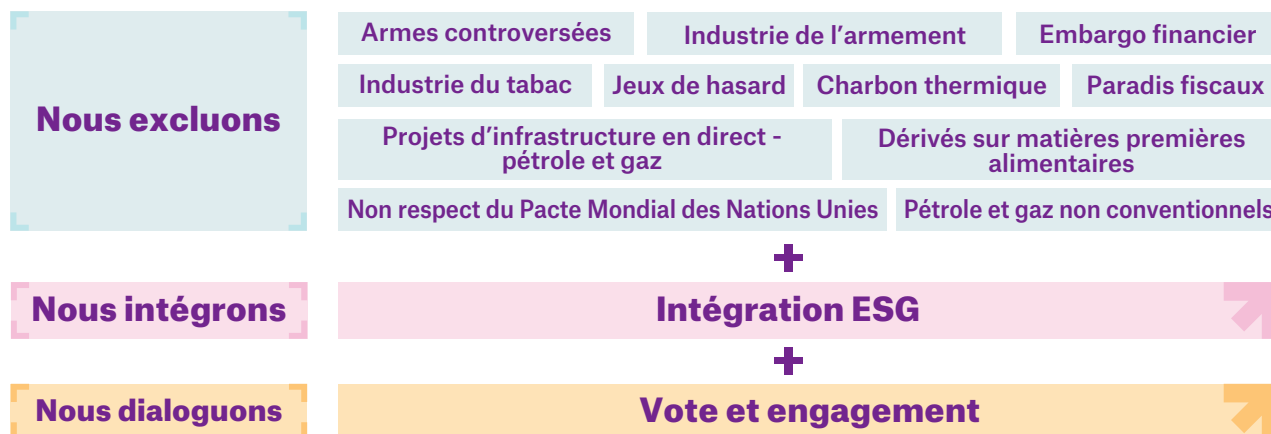 Nous excluons
Armes controversées
Industrie de l'armement
Embargo financier
Industrie du tabac
Jeux de hasard
Charbon thermique
Paradis fiscaux
Projets d'infrastructure en direct -
pétrole et gaz
Dérivés sur matières premières
alimentaires
Non respect du Pacte Mondial des Nations Unies
Pétrole et gaz non conventionnels
+
Nous intégrons
Intégration ESG
+
Nous dialoguons
Vote et engagement